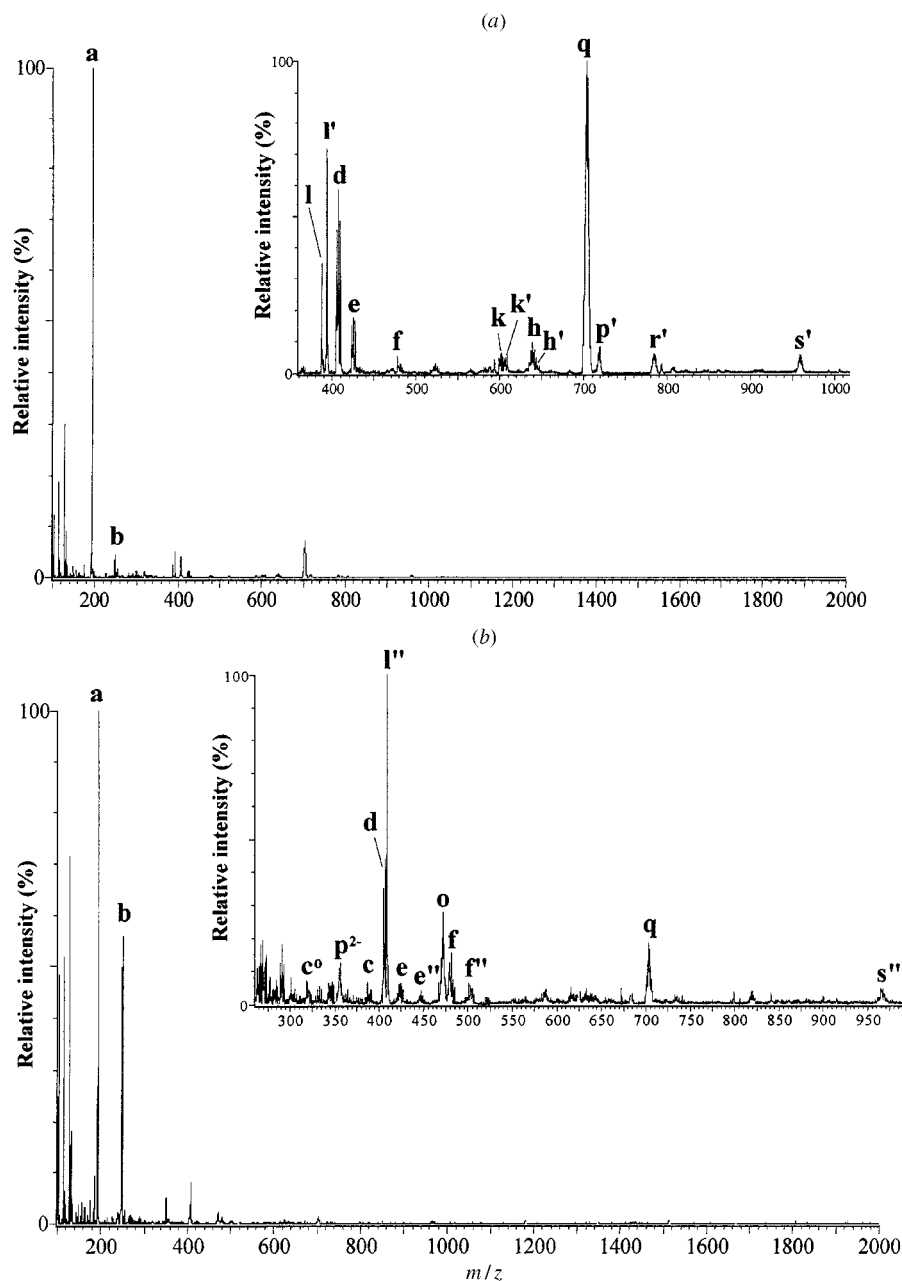 (a)
a
100
b
0
Relative intensity (%)
200 400 600 800 1000 1200 1400 1600 1800 2000
q
100
l'
l
d
e
f
k
k'
h
h'
p'
r'
s'
0
Relative intensity (%)
400 500 600 700 800 900 1000
(b)
a
100
b
0
Relative intensity (%)
200 400 600 800 1000 1200 1400 1600 1800 2000
m/z
l''
100
d
c° p²⁻ c e e'' o f f'' q s''
0
Relative intensity (%)
300 350 400 450 500 550 600 650 700 750 800 850 900 950